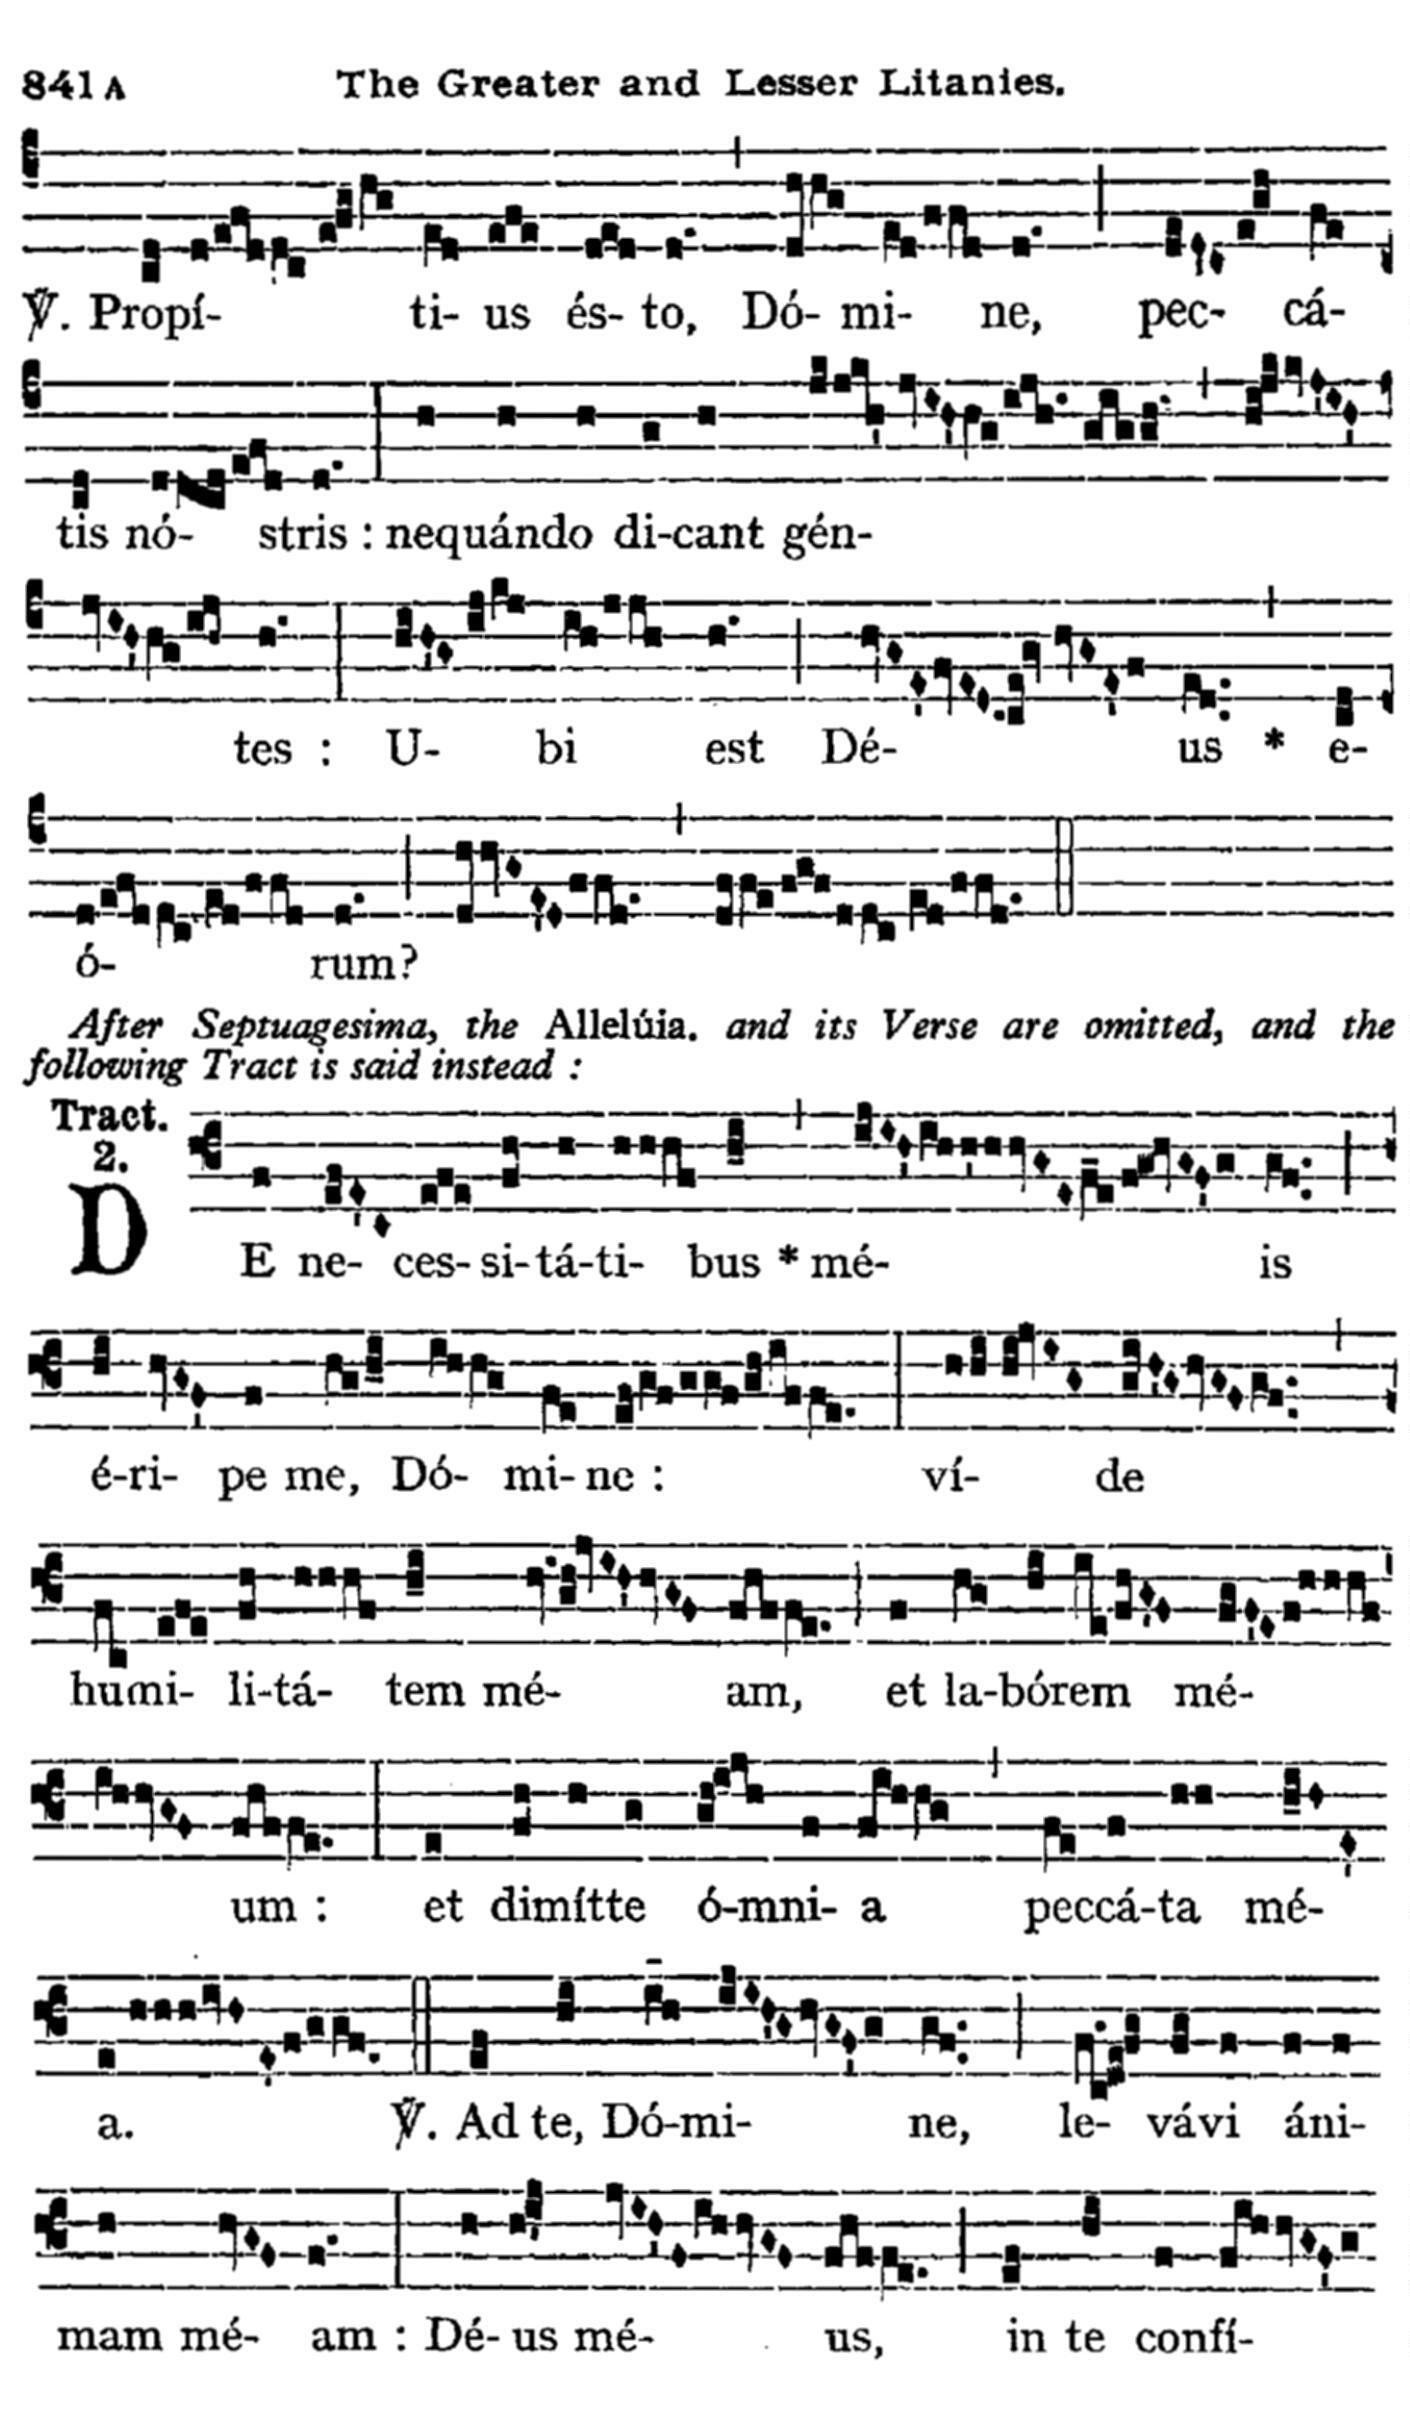 841 A The Greater and Lesser Litanies.
℣. Propí- ti- us és- to, Dó- mi- ne, pec- cá-
tis nó- stris : nequándo di-cant gén-
tes : U- bi est Dé- us * e-
ó- rum?
After Septuagesima, the Allelúia. and its Verse are omitted, and the
following Tract is said instead :
Tract.
2.
DE ne- ces- si-tá-ti- bus * mé- is
é-ri- pe me, Dó- mi- ne : ví- de
humi- li-tá- tem mé- am, et la-bórem mé-
um : et dimítte ó-mni- a peccá-ta mé-
a. ℣. Ad te, Dó-mi- ne, le- vávi áni-
mam mé- am : Dé- us mé- us, in te confí-